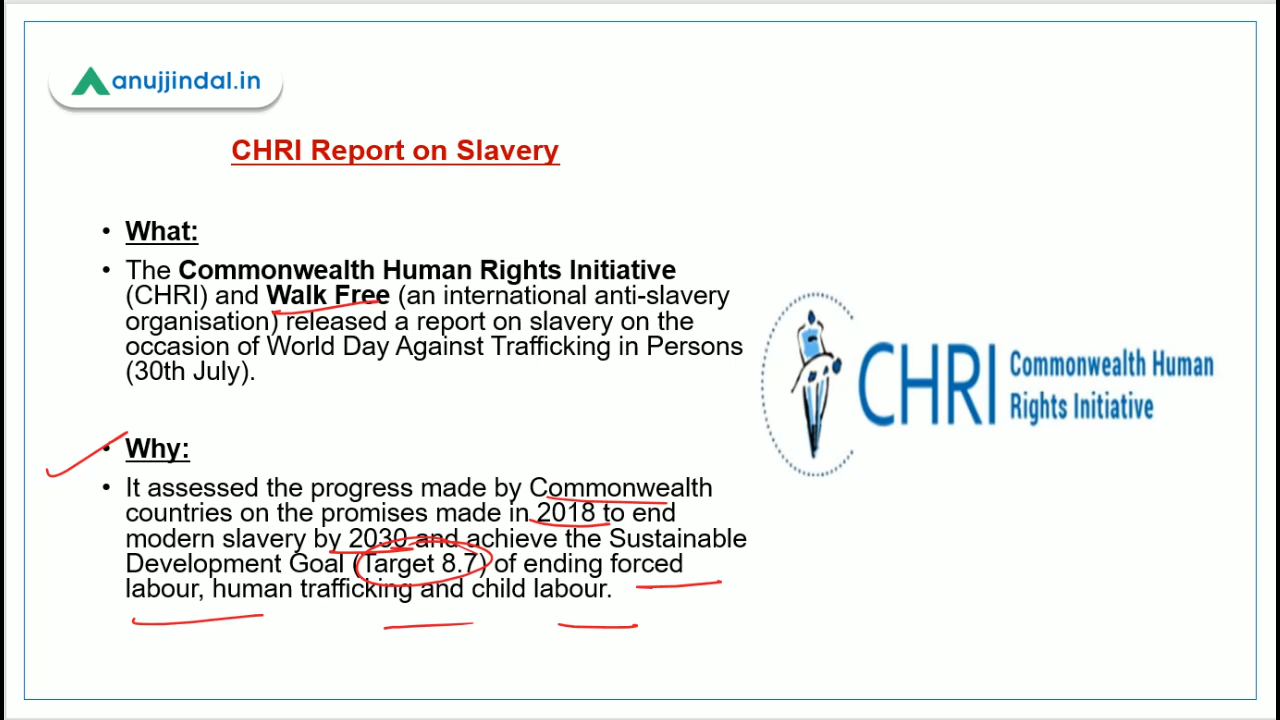 anujjindal.in
CHRI Report on Slavery
• What:
• The Commonwealth Human Rights Initiative
(CHRI) and Walk Free (an international anti-slavery
organisation) released a report on slavery on the
occasion of World Day Against Trafficking in Persons
(30th July).
• Why:
• It assessed the progress made by Commonwealth
countries on the promises made in 2018 to end
modern slavery by 2030 and achieve the Sustainable
Development Goal (Target 8.7) of ending forced
labour, human trafficking and child labour.
CHRI
Commonwealth Human
Rights Initiative